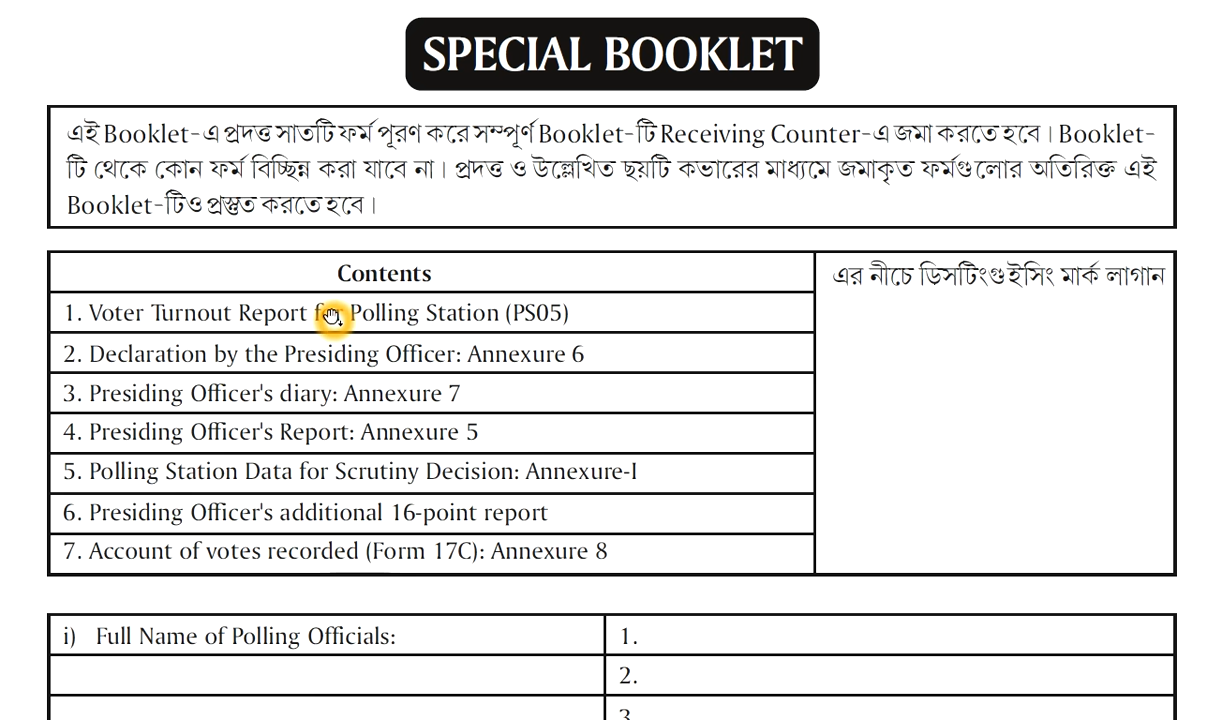 SPECIAL BOOKLET
এই Booklet-এ প্রদত্ত সাতটি ফর্ম পূরণ করে সম্পূর্ণ Booklet-টি Receiving Counter-এ জমা করতে হবে। Booklet-
টি থেকে কোন ফর্ম বিচ্ছিন্ন করা যাবে না। প্রদত্ত ও উল্লেখিত ছয়টি কভারের মাধ্যমে জমাকৃত ফর্মগুলোর অতিরিক্ত এই
Booklet-টিও প্রস্তুত করতে হবে।
Contents
এর নীচে ডিসটিংগুইসিং মার্ক লাগান
1. Voter Turnout Report for Polling Station (PS05)
2. Declaration by the Presiding Officer: Annexure 6
3. Presiding Officer's diary: Annexure 7
4. Presiding Officer's Report: Annexure 5
5. Polling Station Data for Scrutiny Decision: Annexure-I
6. Presiding Officer's additional 16-point report
7. Account of votes recorded (Form 17C): Annexure 8
i) Full Name of Polling Officials:
1.
2.
3